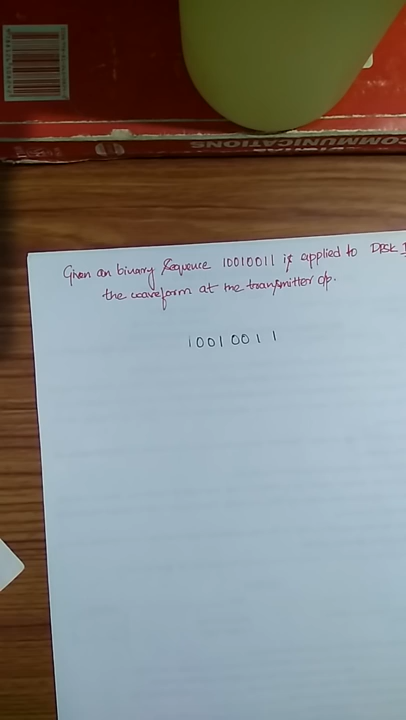 COMMUNICATIONS
Given an binary Sequence 10010011 is applied to DPSK
the waveform at the transmitter o/p.
10010011